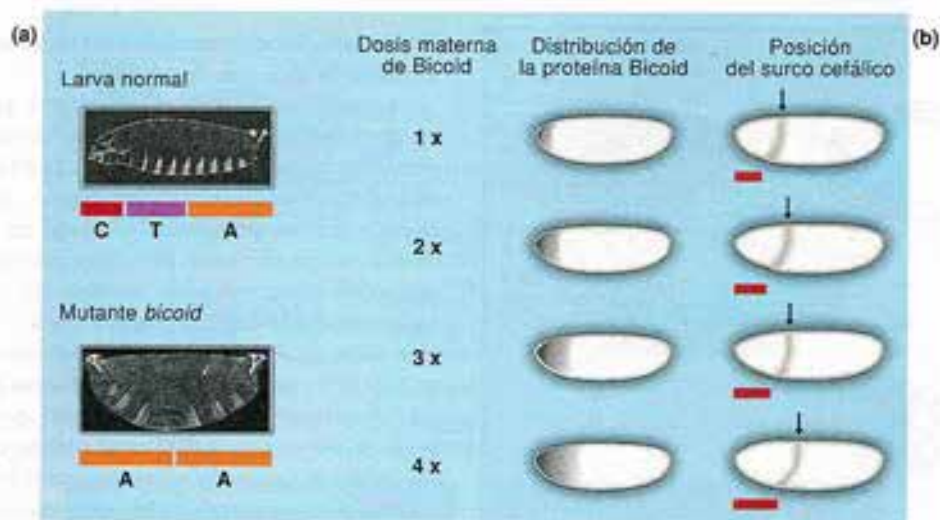 (a)
Larva normal
C T A
Mutante bicoid
A A
Dosis materna
de Bicoid
1 x
2 x
3 x
4 x
Distribución de
la proteína Bicoid
Posición
del surco cefálico
(b)